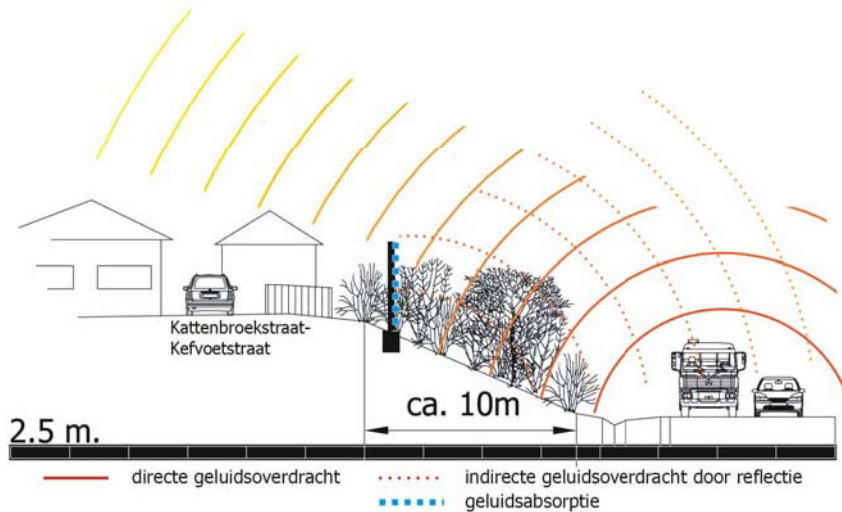 Kattenbroekstraat-
Kefvoetstraat
ca. 10m
2.5 m.
directe geluidsoverdracht
indirecte geluidsoverdracht door reflectie
geluidsabsorptie